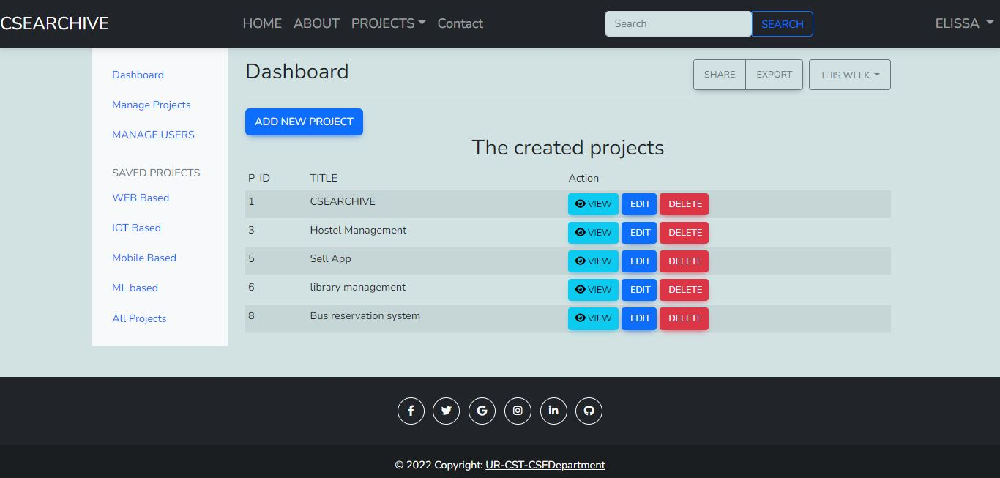 CSEARCHIVE HOME ABOUT PROJECTS Contact Search SEARCH ELISSA
Dashboard
Manage Projects
MANAGE USERS
SAVED PROJECTS
WEB Based
IOT Based
Mobile Based
ML based
All Projects
Dashboard SHARE EXPORT THIS WEEK
ADD NEW PROJECT
The created projects
P_ID TITLE Action
1 CSEARCHIVE VIEW EDIT DELETE
3 Hostel Management VIEW EDIT DELETE
5 Sell App VIEW EDIT DELETE
6 library management VIEW EDIT DELETE
8 Bus reservation system VIEW EDIT DELETE
© 2022 Copyright: UR-CST-CSEDepartment